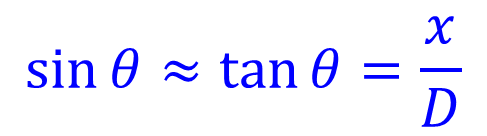 sin θ ≈ tan θ = x/D